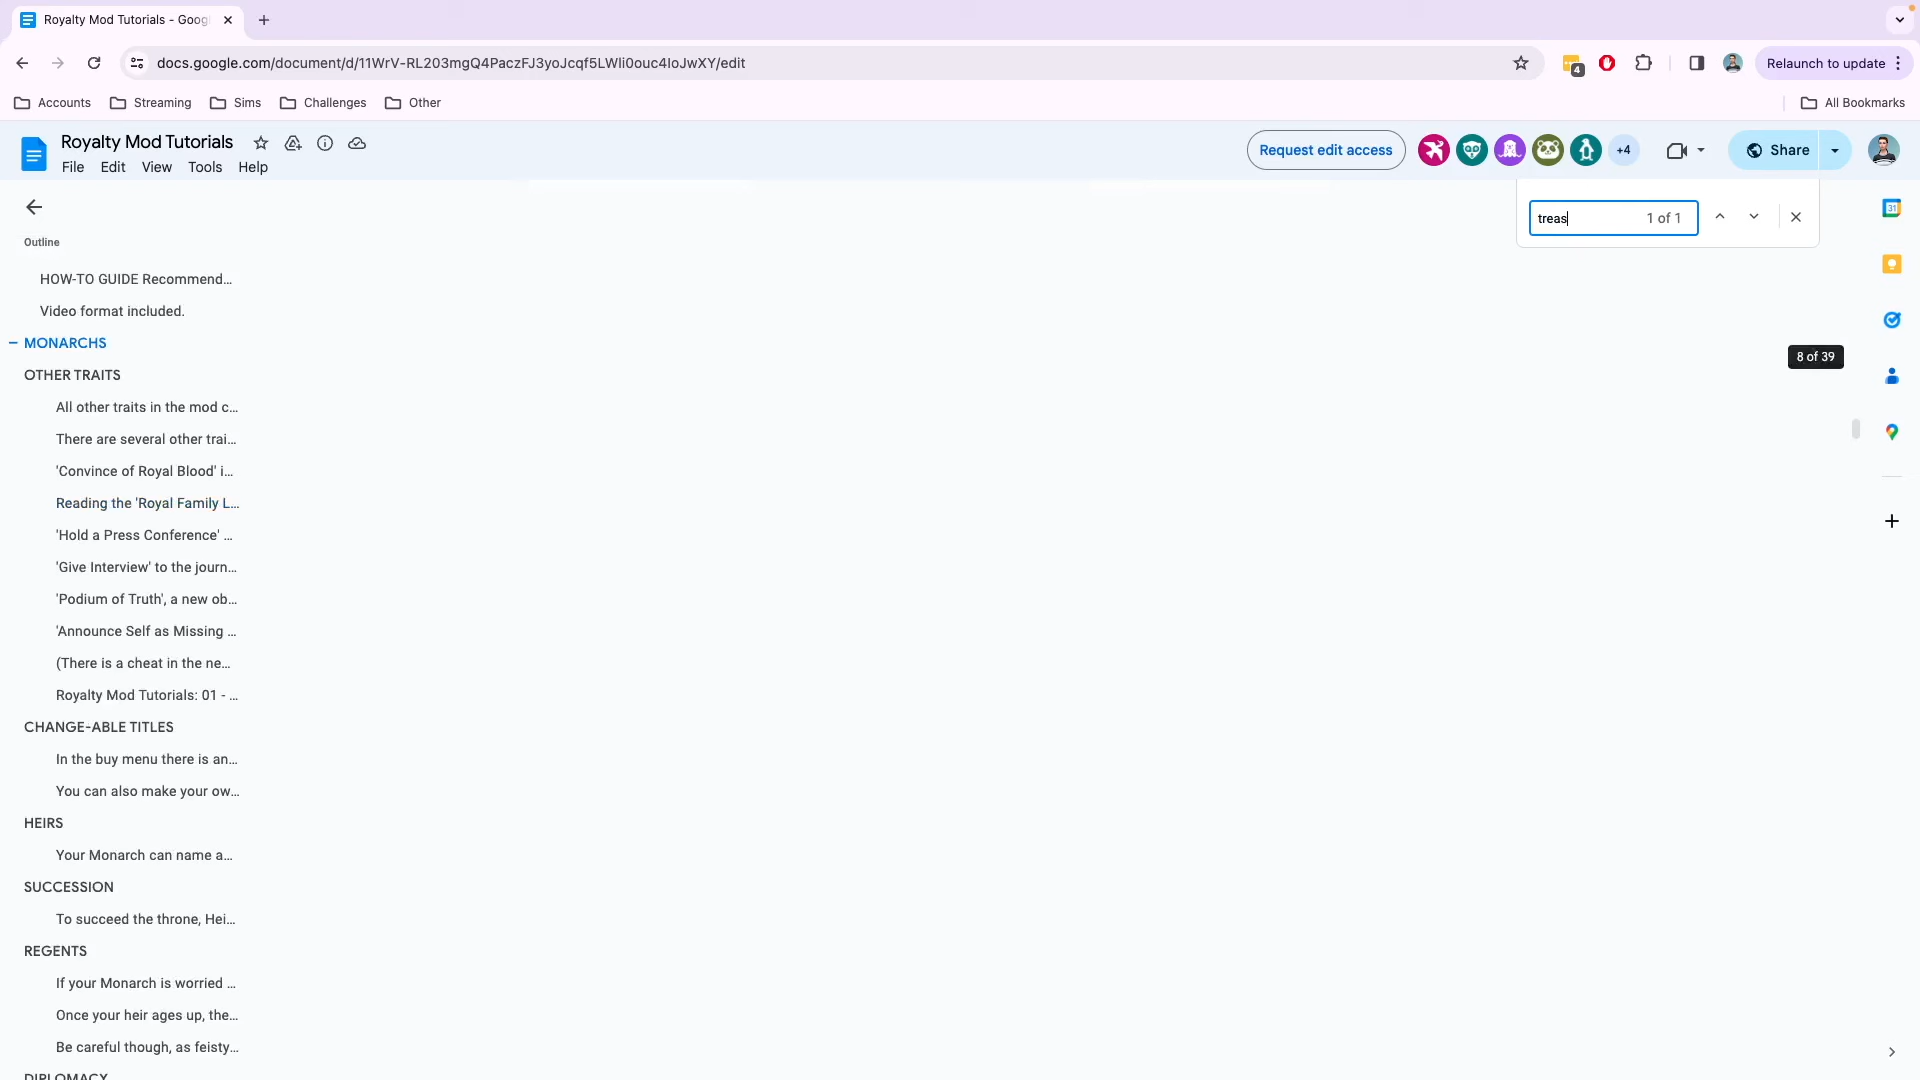 Royalty Mod Tutorials - Goog
docs.google.com/document/d/11WrV-RL203mgQ4PaczFJ3yoJcqf5LWIi0ouc4IoJwXY/edit
4
Relaunch to update
Accounts
Streaming
Sims
Challenges
Other
All Bookmarks
Royalty Mod Tutorials
File Edit View Tools Help
Request edit access
+4
Share
treas 1 of 1
31
Outline
HOW-TO GUIDE Recommend...
Video format included.
MONARCHS
8 of 39
OTHER TRAITS
All other traits in the mod c...
There are several other trai...
'Convince of Royal Blood' i...
Reading the 'Royal Family L...
'Hold a Press Conference' ...
'Give Interview' to the journ...
'Podium of Truth', a new ob...
'Announce Self as Missing ...
(There is a cheat in the ne...
Royalty Mod Tutorials: 01 - ...
CHANGE-ABLE TITLES
In the buy menu there is an...
You can also make your ow...
HEIRS
Your Monarch can name a...
SUCCESSION
To succeed the throne, Hei...
REGENTS
If your Monarch is worried ...
Once your heir ages up, the...
Be careful though, as feisty...
DIPLOMACY